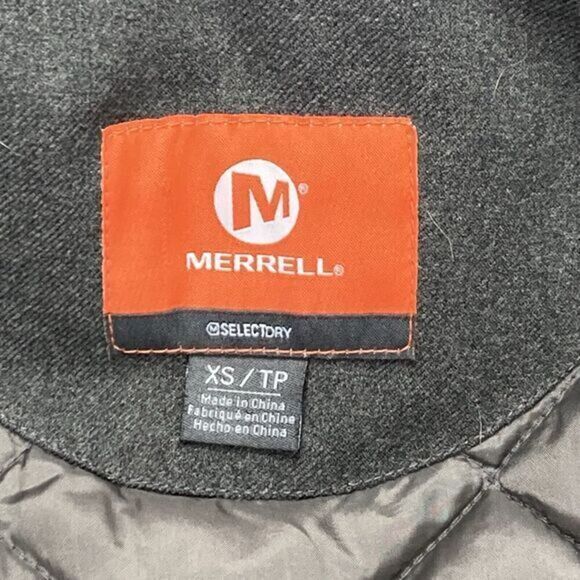 M®
MERRELL®
M SELECTDRY
XS / TP
Made in China
Fabriqué en Chine
Hecho en China